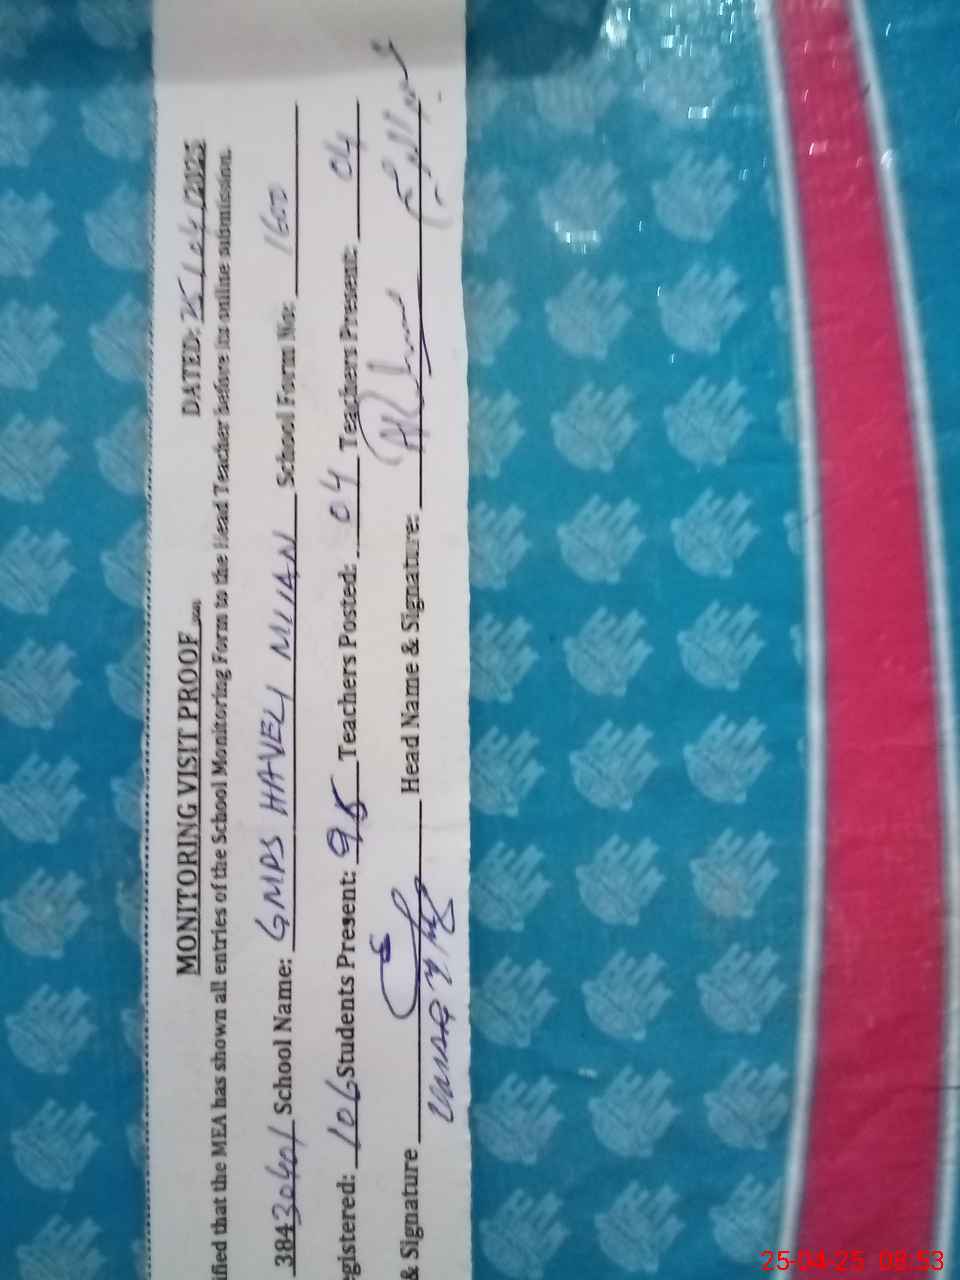 MONITORING VISIT PROOF DATED: 25/04/2025
ified that the MEA has shown all entries of the School Monitoring Form to the Head Teacher before its online submission.
38430401 School Name: GMPS HAVELI MUIAN School Form No: 1600
egistered: 106 Students Present: 95 Teachers Posted: 04 Teachers Present: 04
& Signature Head Name & Signature:
25-04-25 08:53